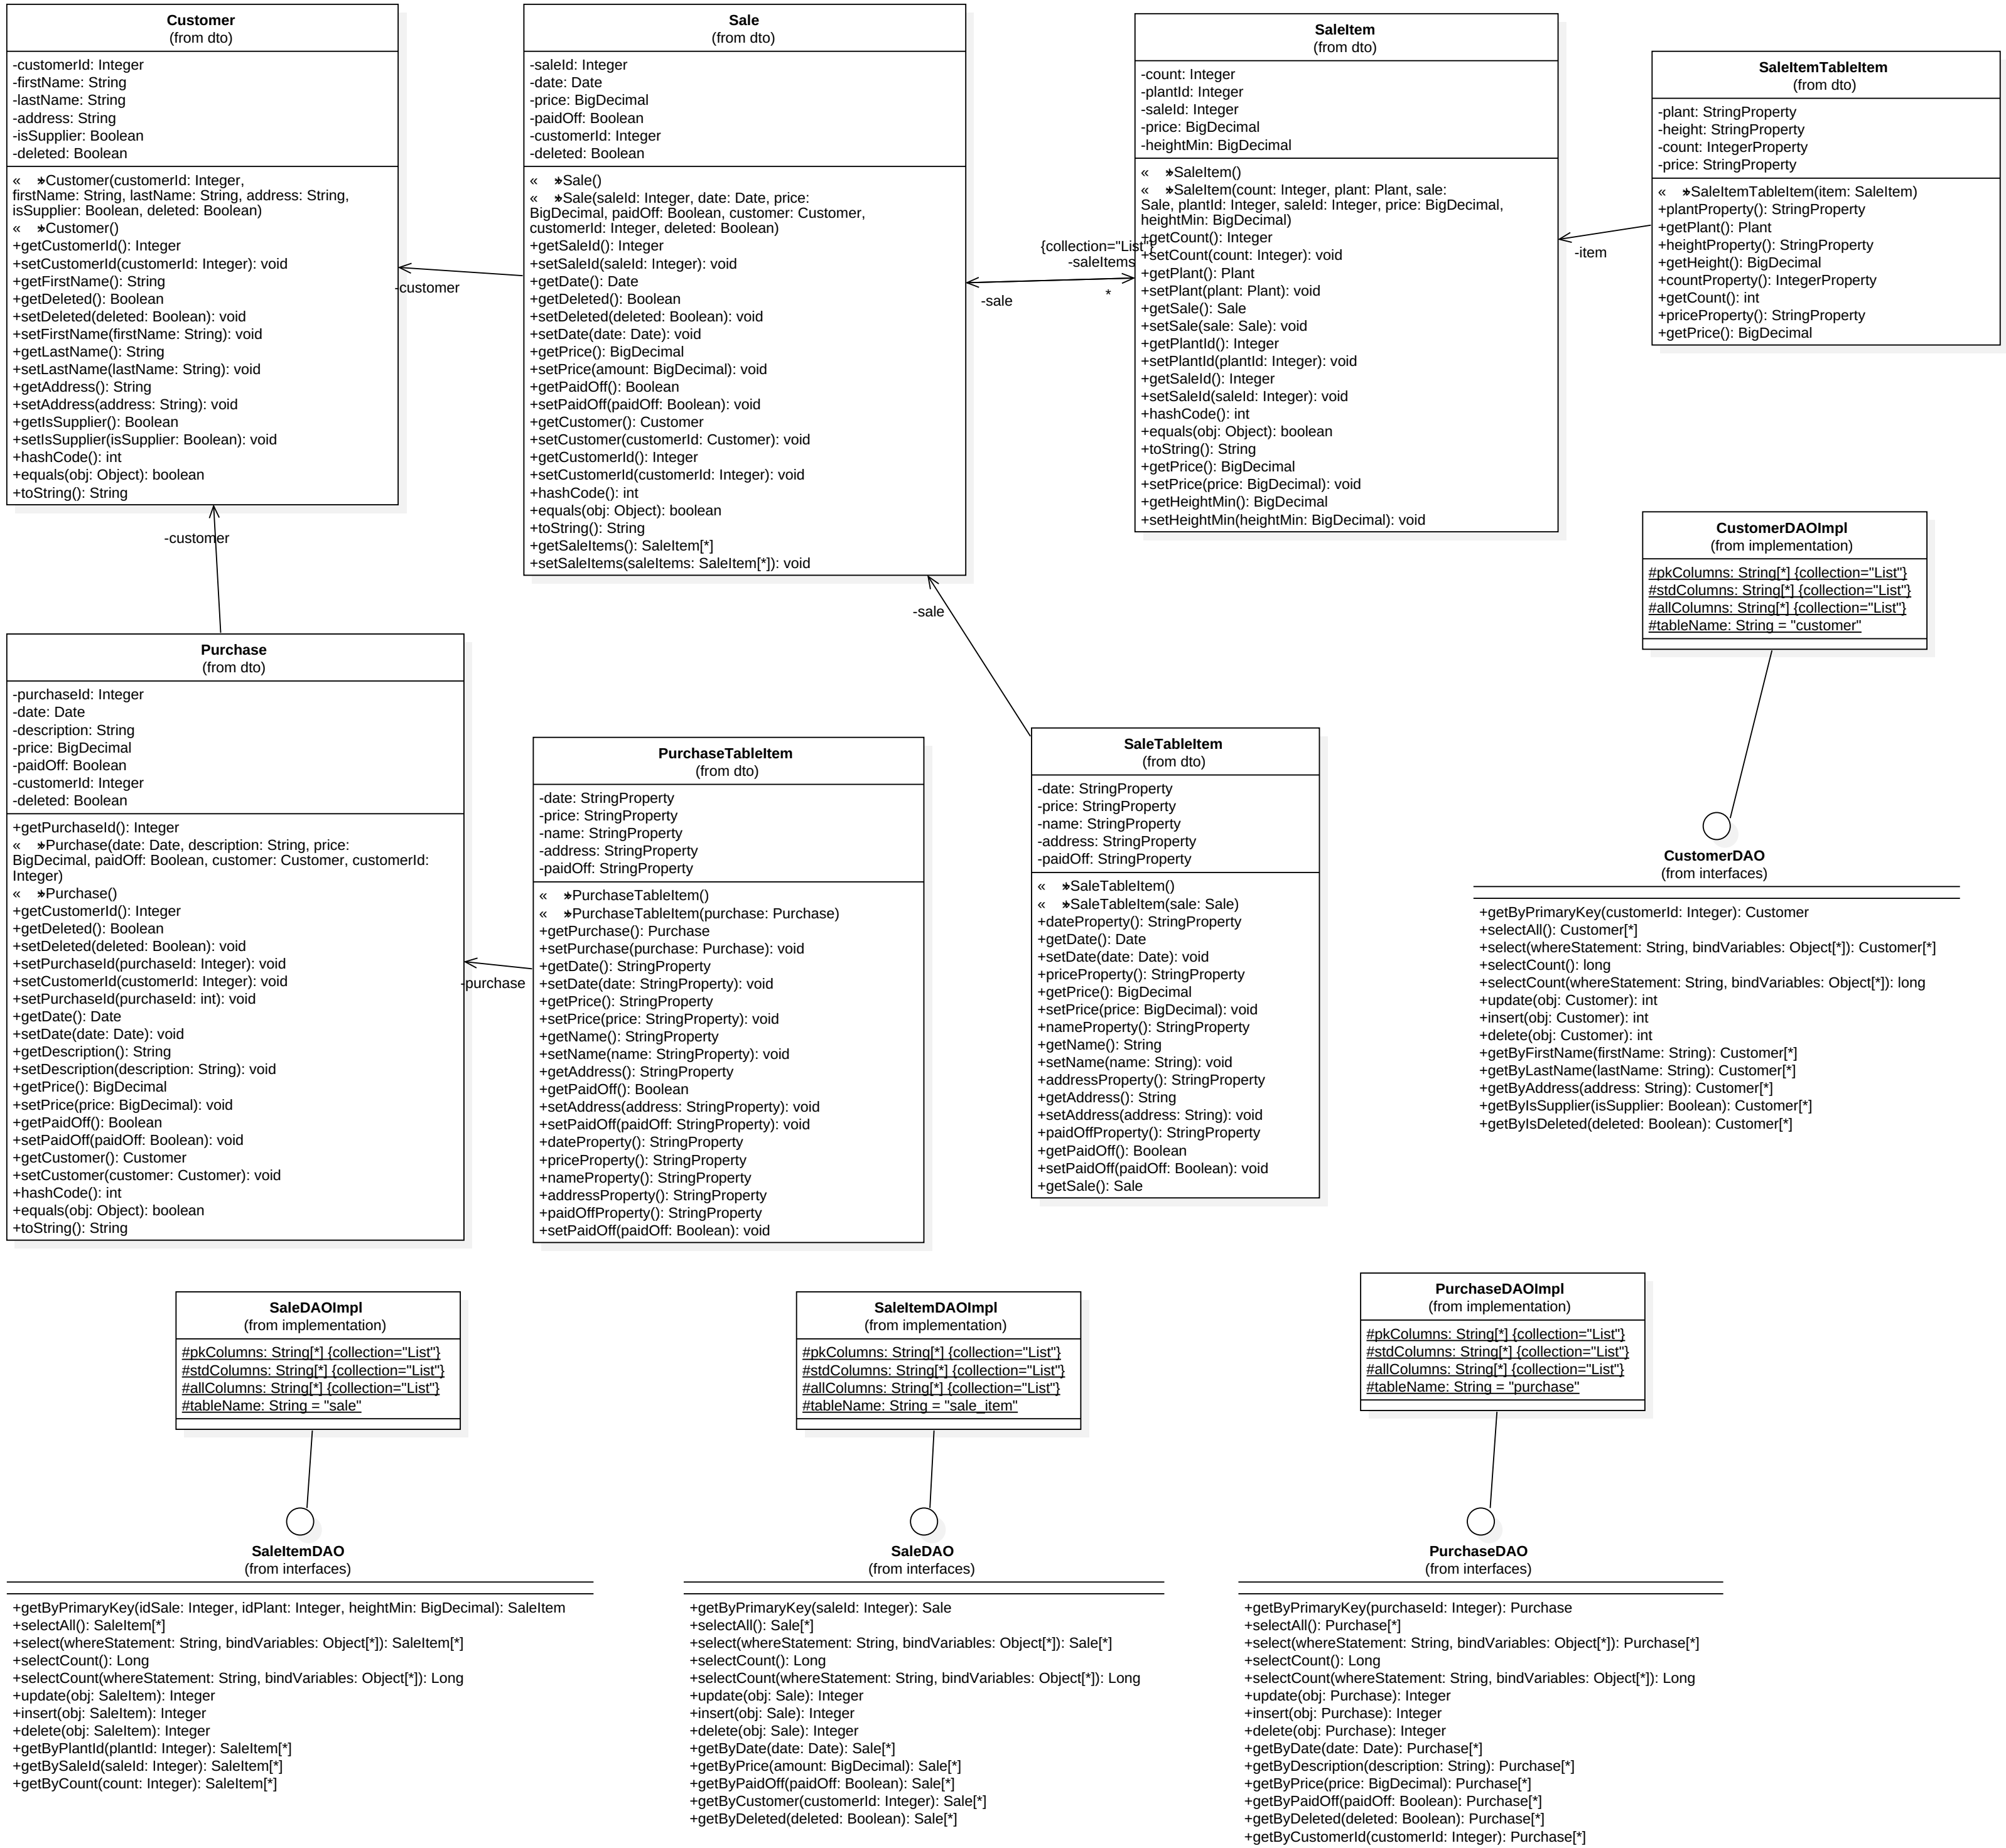 Customer
(from dto)
-customerId: Integer
-firstName: String
-lastName: String
-address: String
-isSupplier: Boolean
-deleted: Boolean
«    »Customer(customerId: Integer,
firstName: String, lastName: String, address: String,
isSupplier: Boolean, deleted: Boolean)
«    »Customer()
+getCustomerId(): Integer
+setCustomerId(customerId: Integer): void
+getFirstName(): String
+getDeleted(): Boolean
+setDeleted(deleted: Boolean): void
+setFirstName(firstName: String): void
+getLastName(): String
+setLastName(lastName: String): void
+getAddress(): String
+setAddress(address: String): void
+getIsSupplier(): Boolean
+setIsSupplier(isSupplier: Boolean): void
+hashCode(): int
+equals(obj: Object): boolean
+toString(): String
-customer
Sale
(from dto)
-saleId: Integer
-date: Date
-price: BigDecimal
-paidOff: Boolean
-customerId: Integer
-deleted: Boolean
«    »Sale()
«    »Sale(saleId: Integer, date: Date, price:
BigDecimal, paidOff: Boolean, customer: Customer,
customerId: Integer, deleted: Boolean)
+getSaleId(): Integer
+setSaleId(saleId: Integer): void
+getDate(): Date
+getDeleted(): Boolean
+setDeleted(deleted: Boolean): void
+setDate(date: Date): void
+getPrice(): BigDecimal
+setPrice(amount: BigDecimal): void
+getPaidOff(): Boolean
+setPaidOff(paidOff: Boolean): void
+getCustomer(): Customer
+setCustomer(customerId: Customer): void
+getCustomerId(): Integer
+setCustomerId(customerId: Integer): void
+hashCode(): int
+equals(obj: Object): boolean
+toString(): String
+getSaleItems(): SaleItem[*]
+setSaleItems(saleItems: SaleItem[*]): void
{collection="List"}
-saleItems
-sale
*
SaleItem
(from dto)
-count: Integer
-plantId: Integer
-saleId: Integer
-price: BigDecimal
-heightMin: BigDecimal
«    »SaleItem()
«    »SaleItem(count: Integer, plant: Plant, sale:
Sale, plantId: Integer, saleId: Integer, price: BigDecimal,
heightMin: BigDecimal)
+getCount(): Integer
+setCount(count: Integer): void
+getPlant(): Plant
+setPlant(plant: Plant): void
+getSale(): Sale
+setSale(sale: Sale): void
+getPlantId(): Integer
+setPlantId(plantId: Integer): void
+getSaleId(): Integer
+setSaleId(saleId: Integer): void
+hashCode(): int
+equals(obj: Object): boolean
+toString(): String
+getPrice(): BigDecimal
+setPrice(price: BigDecimal): void
+getHeightMin(): BigDecimal
+setHeightMin(heightMin: BigDecimal): void
-item
SaleItemTableItem
(from dto)
-plant: StringProperty
-height: StringProperty
-count: IntegerProperty
-price: StringProperty
«    »SaleItemTableItem(item: SaleItem)
+plantProperty(): StringProperty
+getPlant(): Plant
+heightProperty(): StringProperty
+getHeight(): BigDecimal
+countProperty(): IntegerProperty
+getCount(): int
+priceProperty(): StringProperty
+getPrice(): BigDecimal
-customer
-sale
CustomerDAOImpl
(from implementation)
#pkColumns: String[*] {collection="List"}
#stdColumns: String[*] {collection="List"}
#allColumns: String[*] {collection="List"}
#tableName: String = "customer"
Purchase
(from dto)
-purchaseId: Integer
-date: Date
-description: String
-price: BigDecimal
-paidOff: Boolean
-customerId: Integer
-deleted: Boolean
+getPurchaseId(): Integer
«    »Purchase(date: Date, description: String, price:
BigDecimal, paidOff: Boolean, customer: Customer, customerId:
Integer)
«    »Purchase()
+getCustomerId(): Integer
+getDeleted(): Boolean
+setDeleted(deleted: Boolean): void
+setPurchaseId(purchaseId: Integer): void
+setCustomerId(customerId: Integer): void
+setPurchaseId(purchaseId: int): void
+getDate(): Date
+setDate(date: Date): void
+getDescription(): String
+setDescription(description: String): void
+getPrice(): BigDecimal
+setPrice(price: BigDecimal): void
+getPaidOff(): Boolean
+setPaidOff(paidOff: Boolean): void
+getCustomer(): Customer
+setCustomer(customer: Customer): void
+hashCode(): int
+equals(obj: Object): boolean
+toString(): String
-purchase
PurchaseTableItem
(from dto)
-date: StringProperty
-price: StringProperty
-name: StringProperty
-address: StringProperty
-paidOff: StringProperty
«    »PurchaseTableItem()
«    »PurchaseTableItem(purchase: Purchase)
+getPurchase(): Purchase
+setPurchase(purchase: Purchase): void
+getDate(): StringProperty
+setDate(date: StringProperty): void
+getPrice(): StringProperty
+setPrice(price: StringProperty): void
+getName(): StringProperty
+setName(name: StringProperty): void
+getAddress(): StringProperty
+getPaidOff(): Boolean
+setAddress(address: StringProperty): void
+setPaidOff(paidOff: StringProperty): void
+dateProperty(): StringProperty
+priceProperty(): StringProperty
+nameProperty(): StringProperty
+addressProperty(): StringProperty
+paidOffProperty(): StringProperty
+setPaidOff(paidOff: Boolean): void
SaleTableItem
(from dto)
-date: StringProperty
-price: StringProperty
-name: StringProperty
-address: StringProperty
-paidOff: StringProperty
«    »SaleTableItem()
«    »SaleTableItem(sale: Sale)
+dateProperty(): StringProperty
+getDate(): Date
+setDate(date: Date): void
+priceProperty(): StringProperty
+getPrice(): BigDecimal
+setPrice(price: BigDecimal): void
+nameProperty(): StringProperty
+getName(): String
+setName(name: String): void
+addressProperty(): StringProperty
+getAddress(): String
+setAddress(address: String): void
+paidOffProperty(): StringProperty
+getPaidOff(): Boolean
+setPaidOff(paidOff: Boolean): void
+getSale(): Sale
CustomerDAO
(from interfaces)
+getByPrimaryKey(customerId: Integer): Customer
+selectAll(): Customer[*]
+select(whereStatement: String, bindVariables: Object[*]): Customer[*]
+selectCount(): long
+selectCount(whereStatement: String, bindVariables: Object[*]): long
+update(obj: Customer): int
+insert(obj: Customer): int
+delete(obj: Customer): int
+getByFirstName(firstName: String): Customer[*]
+getByLastName(lastName: String): Customer[*]
+getByAddress(address: String): Customer[*]
+getByIsSupplier(isSupplier: Boolean): Customer[*]
+getByIsDeleted(deleted: Boolean): Customer[*]
SaleDAOImpl
(from implementation)
#pkColumns: String[*] {collection="List"}
#stdColumns: String[*] {collection="List"}
#allColumns: String[*] {collection="List"}
#tableName: String = "sale"
SaleItemDAOImpl
(from implementation)
#pkColumns: String[*] {collection="List"}
#stdColumns: String[*] {collection="List"}
#allColumns: String[*] {collection="List"}
#tableName: String = "sale_item"
PurchaseDAOImpl
(from implementation)
#pkColumns: String[*] {collection="List"}
#stdColumns: String[*] {collection="List"}
#allColumns: String[*] {collection="List"}
#tableName: String = "purchase"
SaleItemDAO
(from interfaces)
+getByPrimaryKey(idSale: Integer, idPlant: Integer, heightMin: BigDecimal): SaleItem
+selectAll(): SaleItem[*]
+select(whereStatement: String, bindVariables: Object[*]): SaleItem[*]
+selectCount(): Long
+selectCount(whereStatement: String, bindVariables: Object[*]): Long
+update(obj: SaleItem): Integer
+insert(obj: SaleItem): Integer
+delete(obj: SaleItem): Integer
+getByPlantId(plantId: Integer): SaleItem[*]
+getBySaleId(saleId: Integer): SaleItem[*]
+getByCount(count: Integer): SaleItem[*]
SaleDAO
(from interfaces)
+getByPrimaryKey(saleId: Integer): Sale
+selectAll(): Sale[*]
+select(whereStatement: String, bindVariables: Object[*]): Sale[*]
+selectCount(): Long
+selectCount(whereStatement: String, bindVariables: Object[*]): Long
+update(obj: Sale): Integer
+insert(obj: Sale): Integer
+delete(obj: Sale): Integer
+getByDate(date: Date): Sale[*]
+getByPrice(amount: BigDecimal): Sale[*]
+getByPaidOff(paidOff: Boolean): Sale[*]
+getByCustomer(customerId: Integer): Sale[*]
+getByDeleted(deleted: Boolean): Sale[*]
PurchaseDAO
(from interfaces)
+getByPrimaryKey(purchaseId: Integer): Purchase
+selectAll(): Purchase[*]
+select(whereStatement: String, bindVariables: Object[*]): Purchase[*]
+selectCount(): Long
+selectCount(whereStatement: String, bindVariables: Object[*]): Long
+update(obj: Purchase): Integer
+insert(obj: Purchase): Integer
+delete(obj: Purchase): Integer
+getByDate(date: Date): Purchase[*]
+getByDescription(description: String): Purchase[*]
+getByPrice(price: BigDecimal): Purchase[*]
+getByPaidOff(paidOff: Boolean): Purchase[*]
+getByDeleted(deleted: Boolean): Purchase[*]
+getByCustomerId(customerId: Integer): Purchase[*]